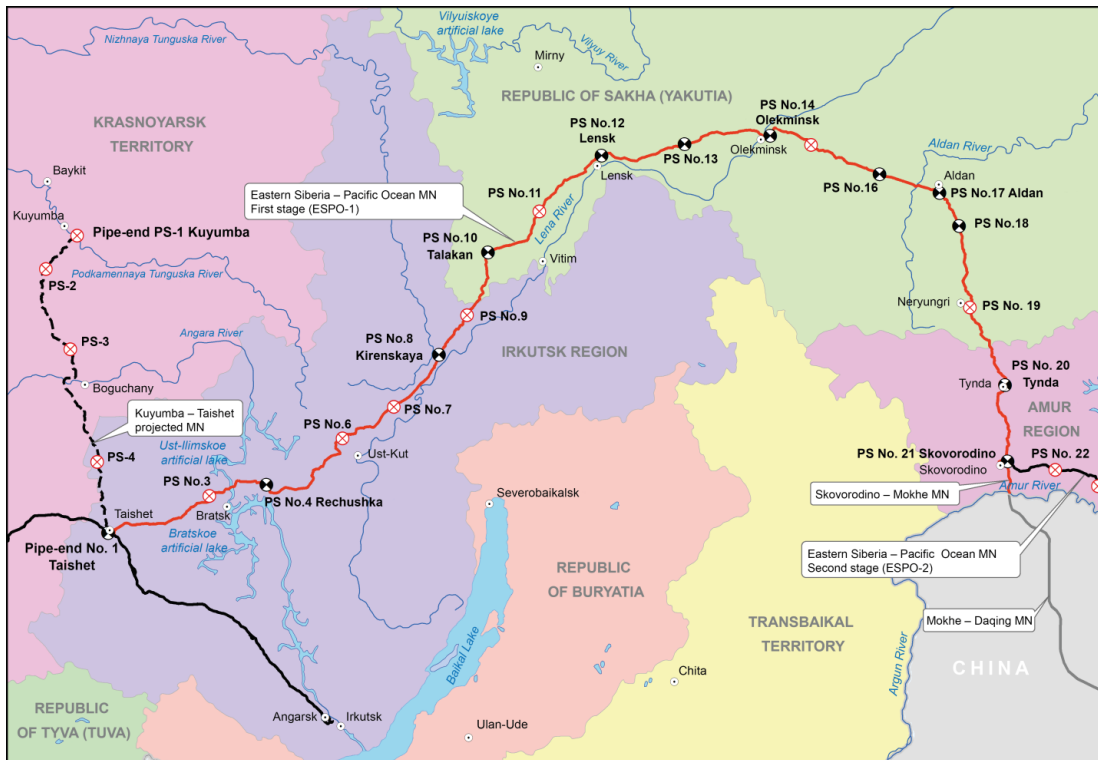 Vilyuiskoye
artificial lake
Nizhnaya Tunguska River
Mirny
Vilyuy River
REPUBLIC OF SAKHA (YAKUTIA)
PS No.14
Olekminsk
KRASNOYARSK
TERRITORY
PS No.12
Lensk
Olekminsk
PS No.13
Aldan River
Baykit
Lensk
Aldan
PS No.16
PS No.17 Aldan
Eastern Siberia – Pacific Ocean MN
First stage (ESPO-1)
PS No.11
Lena River
Kuyumba
Pipe-end PS-1 Kuyumba
PS No.18
PS No.10
Talakan
Vitim
PS-2
Podkamennaya Tunguska River
Neryungri
PS No. 19
PS No.9
Angara River
PS No.8
Kirenskaya
PS-3
IRKUTSK REGION
PS No. 20
Tynda
Tynda
Boguchany
PS No.7
AMUR
REGION
Kuyumba – Taishet
projected MN
PS No.6
Ust-Ilimskoe
artificial lake
Ust-Kut
PS-4
PS No. 21 Skovorodino
PS No. 22
Skovorodino
Amur River
PS No.3
Skovorodino – Mokhe MN
PS No.4 Rechushka
Severobaikalsk
Bratsk
Taishet
Bratskoe
artificial lake
Pipe-end No. 1
Taishet
Eastern Siberia – Pacific Ocean MN
Second stage (ESPO-2)
REPUBLIC
OF BURYATIA
TRANSBAIKAL
TERRITORY
Mokhe – Daqing MN
Argun River
CHINA
Baikal Lake
Chita
REPUBLIC
OF TYVA (TUVA)
Angarsk
Irkutsk
Ulan-Ude